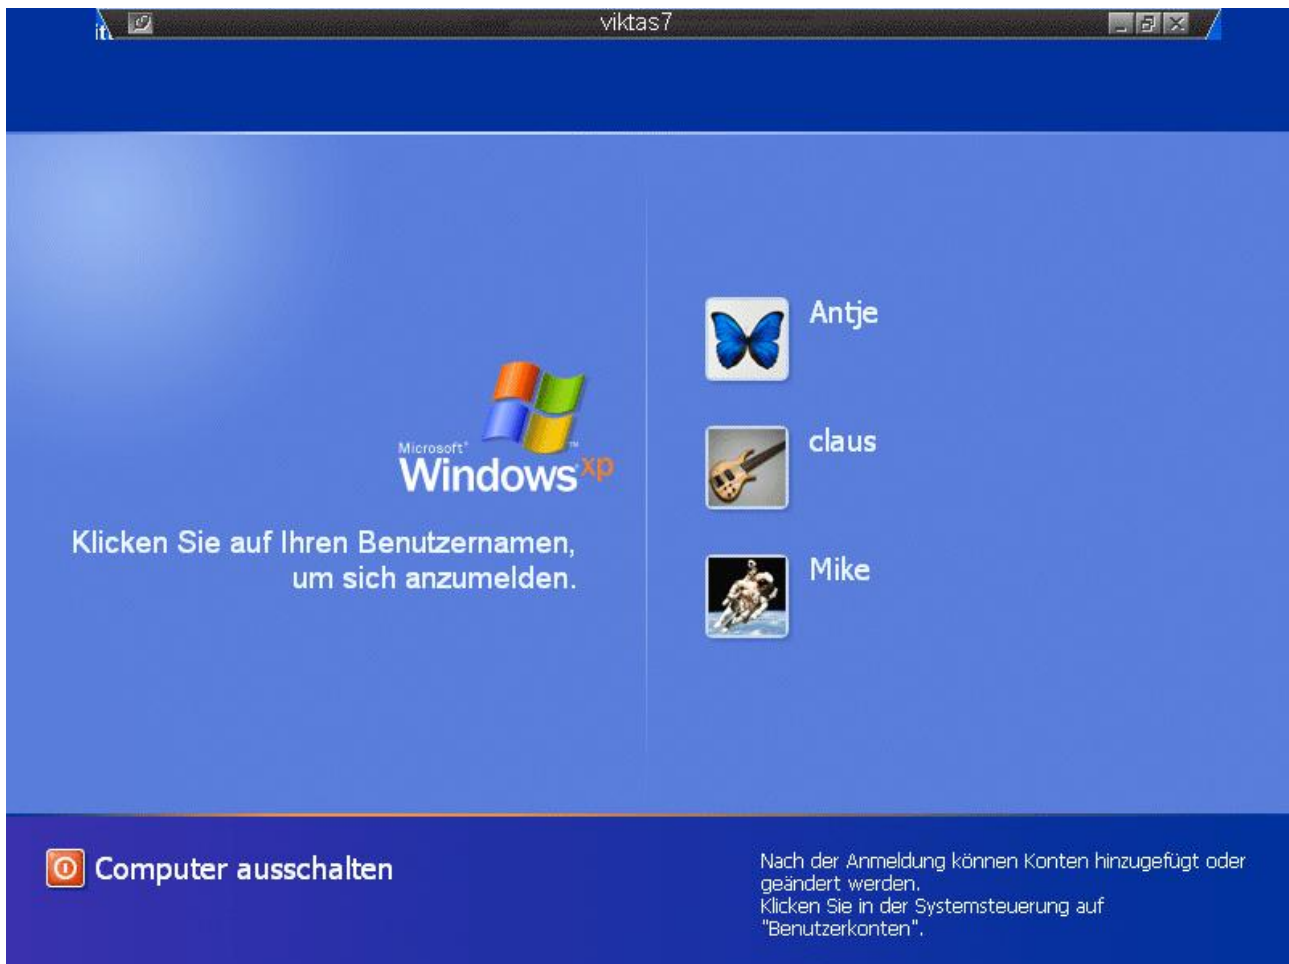 viktas7
Antje
claus
Microsoft®
Windows xp
™
Klicken Sie auf Ihren Benutzernamen,
um sich anzumelden.
Mike
Computer ausschalten
Nach der Anmeldung können Konten hinzugefügt oder
geändert werden.
Klicken Sie in der Systemsteuerung auf
"Benutzerkonten".